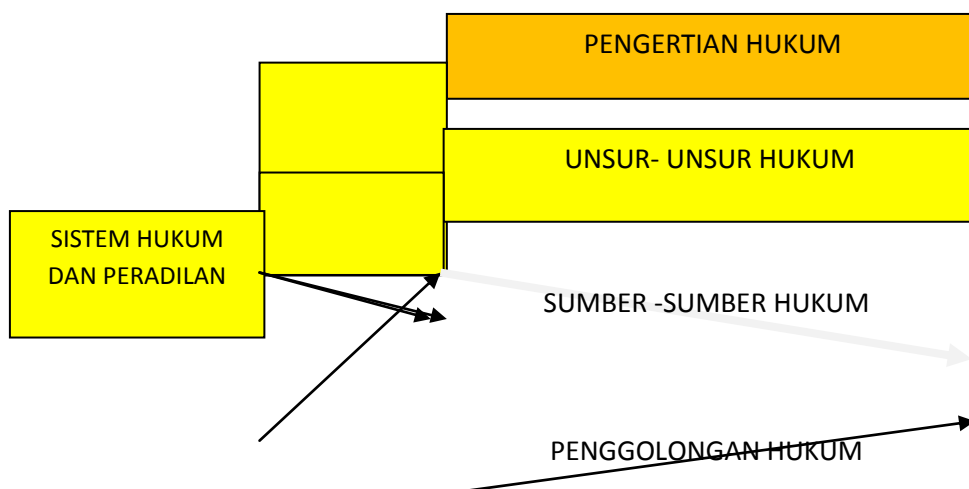 PENGERTIAN HUKUM
UNSUR- UNSUR HUKUM
SISTEM HUKUM
DAN PERADILAN
SUMBER -SUMBER HUKUM
PENGGOLONGAN HUKUM